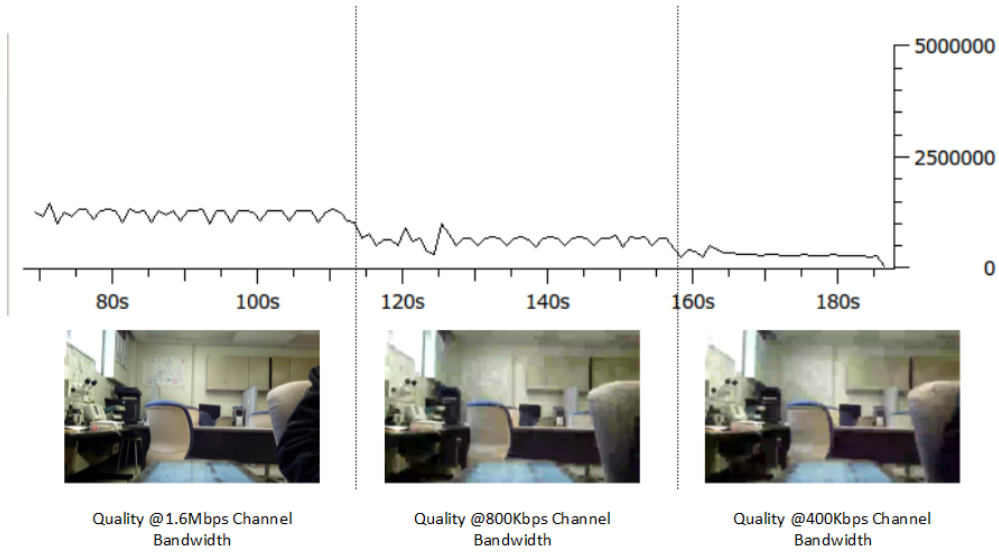 5000000
2500000
0
80s 100s 120s 140s 160s 180s
Quality @1.6Mbps Channel
Bandwidth
Quality @800Kbps Channel
Bandwidth
Quality @400Kbps Channel
Bandwidth